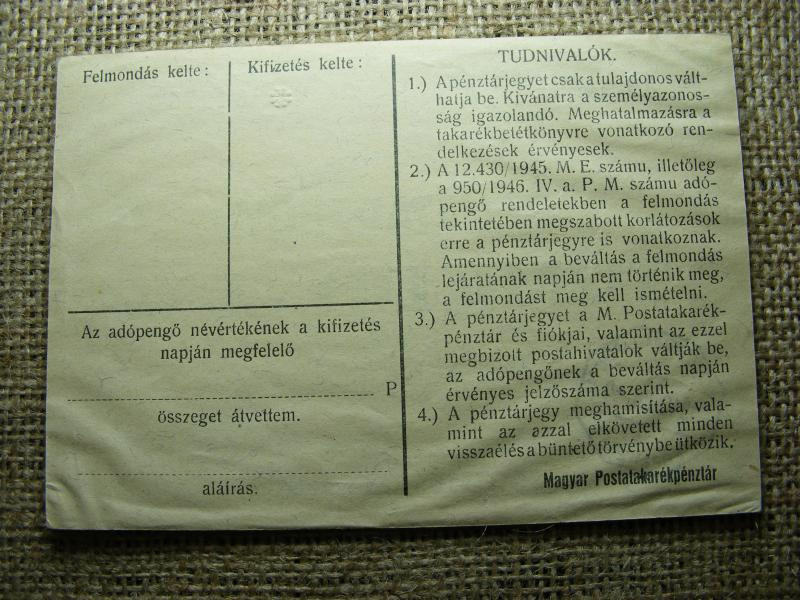 Felmondás kelte:
Kifizetés kelte:
Az adópengő névértékének a kifizetés
napján megfelelő
P
összeget átvettem.
aláírás.
TUDNIVALÓK.
1.) A pénztárjegyet csak a tulajdonos vált-
hatja be. Kivánatra a személyazonos-
ság igazolandó. Meghatalmazásra a
takarékbetétkönyvre vonatkozó ren-
delkezések érvényesek.
2.) A 12.430/1945. M. E. számu, illetőleg
a 950/1946. IV. a. P. M. számu adó-
pengő rendeletekben a felmondás
tekintetében megszabott korlátozások
erre a pénztárjegyre is vonatkoznak.
Amennyiben a beváltás a felmondás
lejáratának napján nem történik meg,
a felmondást meg kell ismételni.
3.) A pénztárjegyet a M. Postatakarék-
pénztár és fiókjai, valamint az ezzel
megbizott postahivatalok váltják be,
az adópengőnek a beváltás napján
érvényes jelzőszáma szerint.
4.) A pénztárjegy meghamisítása, vala-
mint az azzal elkövetett minden
visszaélés a büntető törvénybe ütközik.
Magyar Postatakarékpénztár